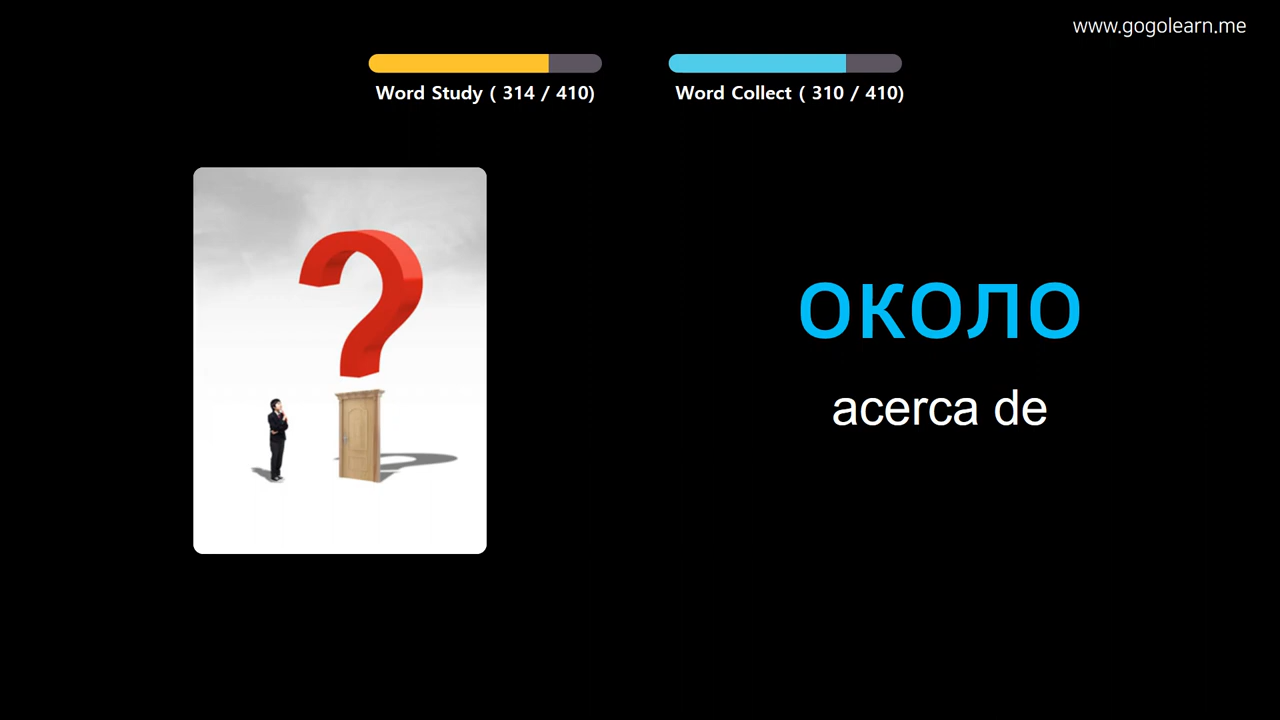 www.gogolearn.me
Word Study ( 314 / 410)
Word Collect ( 310 / 410)
около
acerca de